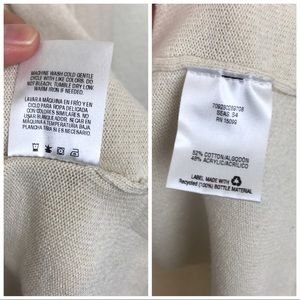 MACHINE WASH COLD GENTLE
CYCLE WITH LIKE COLORS. DO
NOT BLEACH. TUMBLE DRY LOW.
WARM IRON IF NEEDED.
LAVAR A MÁQUINA EN FRÍO Y EN
CICLO PARA ROPA DELICADA
CON COLORES SIMILARES. NO
USAR BLANQUEADOR. SECAR EN
MÁQUINA A TEMPERATURA BAJA.
PLANCHA TIBIA SI ES NECESARIO.
SEAS: S4
RN 15092
52% COTTON/ALGODÓN
48% ACRYLIC/ACRÍLICO
LABEL MADE WITH
Recycled (100%) BOTTLE MATERIAL